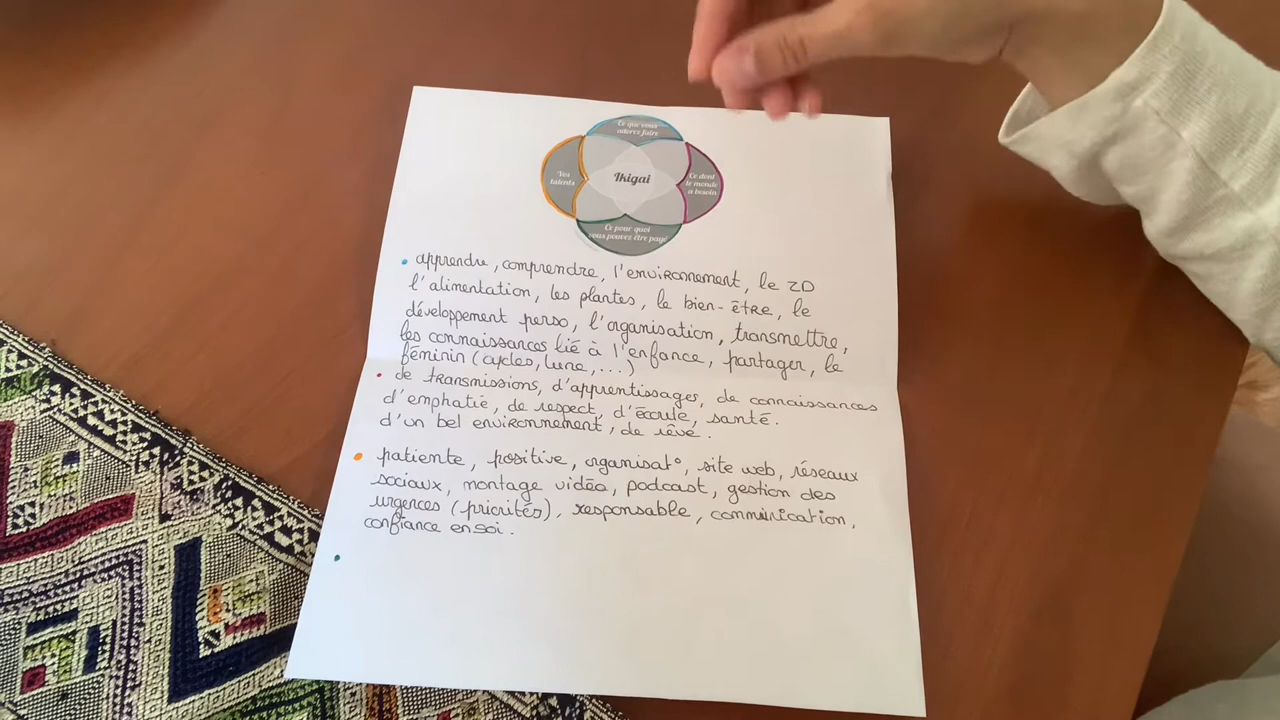 Ce que vous
adorez faire
Vos
talents
Ikigai
Ce dont
le monde
a besoin
Ce pour quoi
vous pouvez être payé
apprendre, comprendre, l'environnement, le ZD
l'alimentation, les plantes, le bien-être, le
développement perso, l'organisation, transmettre,
les connaissances lié à l'enfance, partager, le
féminin (cycles, lune, ...)
de transmissions, d'apprentissages, de connaissances
d'emphatie, de respect, d'écoute, santé.
d'un bel environnement, de rêve.
patiente, positive, organisat°, site web, réseaux
sociaux, montage vidéo, podcast, gestion des
urgences (priorités), responsable, communication,
confiance en soi.